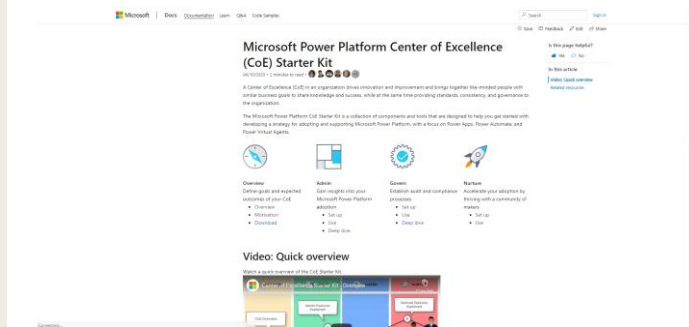 Microsoft | Docs Documentation Learn Q&A Code Samples
Search Sign in
Save Feedback Edit Share
Microsoft Power Platform Center of Excellence
(CoE) Starter Kit
Is this page helpful?
Yes No
2 minutes to read
In this article
Video: Quick overview
Related resources
A Center of Excellence (CoE) in an organization drives innovation and improvement and brings together like-minded people with
similar business goals to share knowledge and success, while at the same time providing standards, consistency, and governance to
the organization.
The Microsoft Power Platform CoE Starter Kit is a collection of components and tools that are designed to help you get started with
developing a strategy for adopting and supporting Microsoft Power Platform, with a focus on Power Apps, Power Automate, and
Power Virtual Agents.
Overview
Define goals and expected
outcomes of your CoE
Overview
Motivation
Download
Admin
Gain insights into your
Microsoft Power Platform
adoption
Set up
Use
Deep dive
Govern
Establish audit and compliance
processes
Set up
Use
Deep dive
Nurture
Accelerate your adoption by
thriving with a community of
makers
Set up
Use
Video: Quick overview
Watch a quick overview of the CoE Starter Kit.
Center of Excellence Starter Kit - Overview